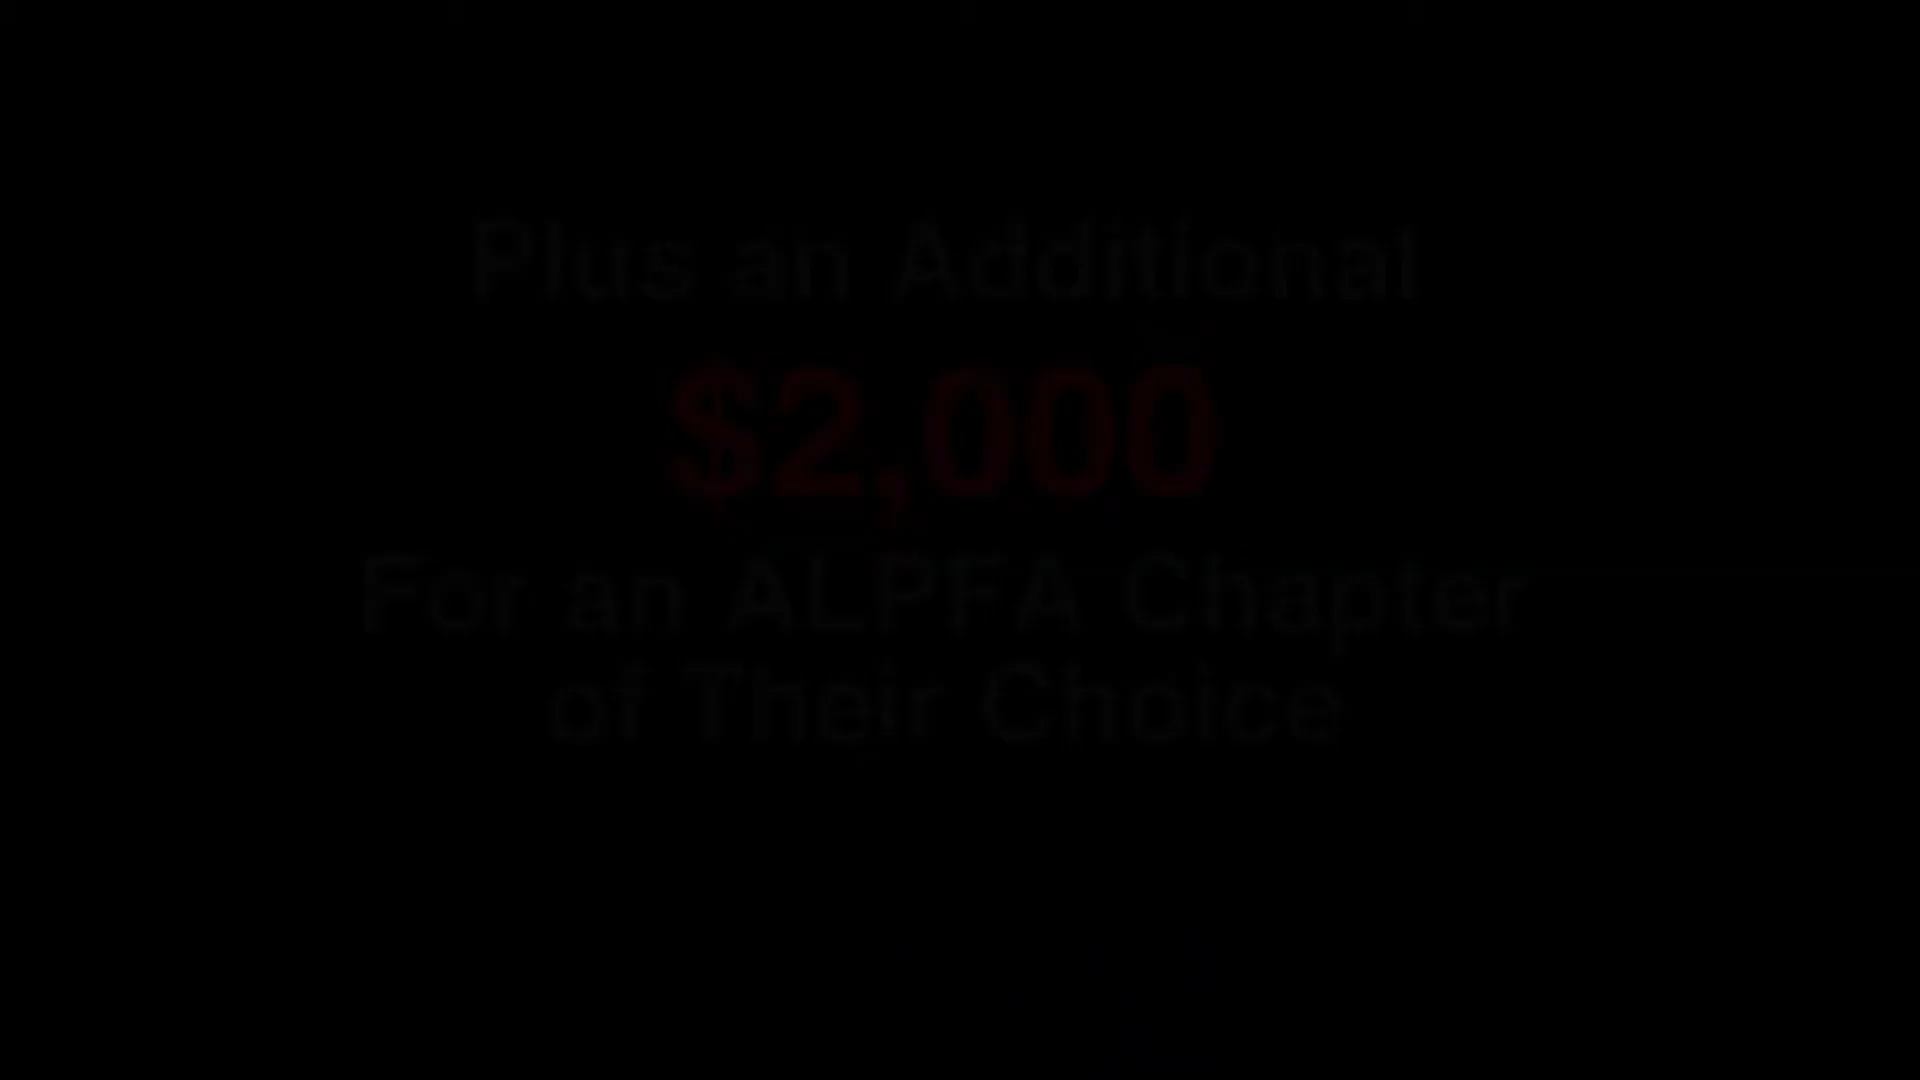 Plus an Additional
$2,000
For an ALPFA Chapter
of Their Choice